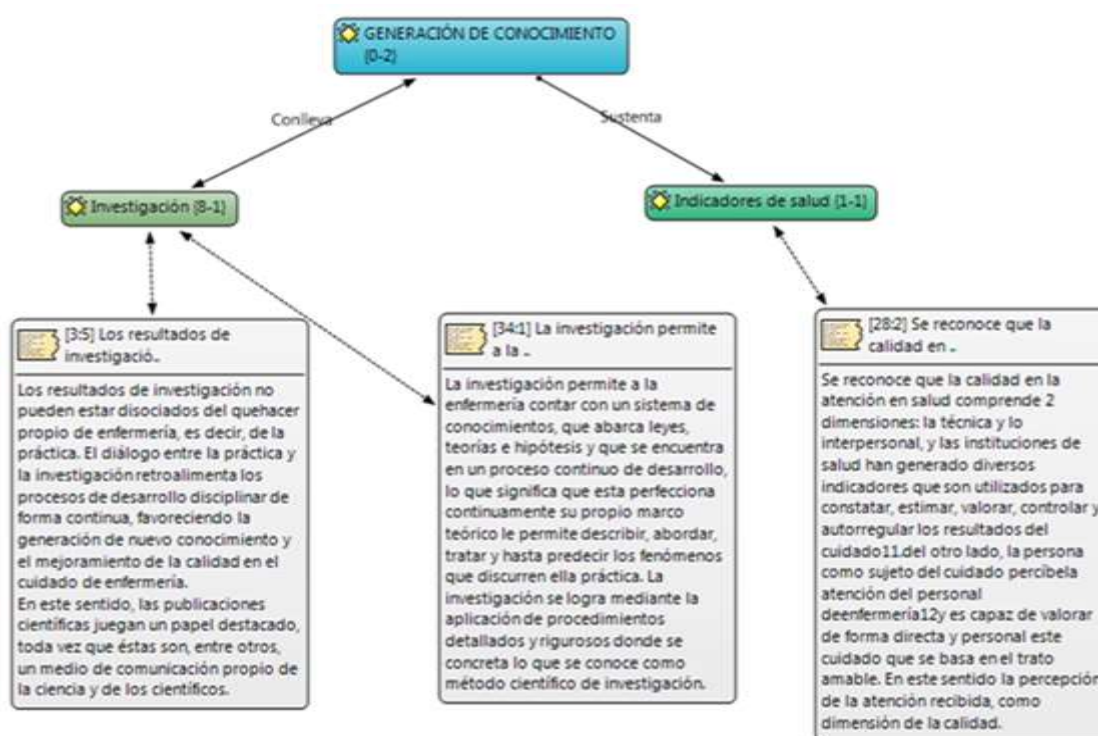 GENERACIÓN DE CONOCIMIENTO
{0-2}
Conlleva
Sustenta
Investigación {8-1}
Indicadores de salud {1-1}
[3:5] Los resultados de
investigació..
Los resultados de investigación no
pueden estar disociados del quehacer
propio de enfermería, es decir, de la
práctica. El diálogo entre la práctica y
la investigación retroalimenta los
procesos de desarrollo disciplinar de
forma continua, favoreciendo la
generación de nuevo conocimiento y
el mejoramiento de la calidad en el
cuidado de enfermería.
En este sentido, las publicaciones
científicas juegan un papel destacado,
toda vez que éstas son, entre otros,
un medio de comunicación propio de
la ciencia y de los científicos.
[34:1] La investigación permite
a la ..
La investigación permite a la
enfermería contar con un sistema de
conocimientos, que abarca leyes,
teorías e hipótesis y que se encuentra
en un proceso continuo de desarrollo,
lo que significa que esta perfecciona
continuamente su propio marco
teórico le permite describir, abordar,
tratar y hasta predecir los fenómenos
que discurren ella práctica. La
investigación se logra mediante la
aplicación de procedimientos
detallados y rigurosos donde se
concreta lo que se conoce como
método científico de investigación.
[28:2] Se reconoce que la
calidad en ..
Se reconoce que la calidad en la
atención en salud comprende 2
dimensiones: la técnica y lo
interpersonal, y las instituciones de
salud han generado diversos
indicadores que son utilizados para
constatar, estimar, valorar, controlar y
autorregular los resultados del
cuidado11.del otro lado, la persona
como sujeto del cuidado percíbela
atención del personal
deenfermería12y es capaz de valorar
de forma directa y personal este
cuidado que se basa en el trato
amable. En este sentido la percepción
de la atención recibida, como
dimensión de la calidad.